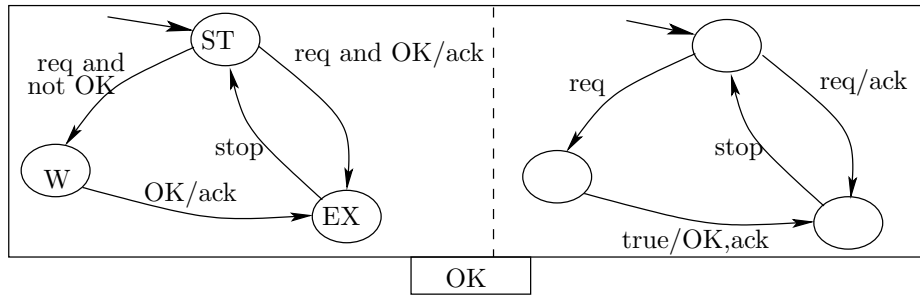 ST
req and
not OK
req and OK/ack
stop
W
OK/ack
EX
req
req/ack
stop
true/OK,ack
OK